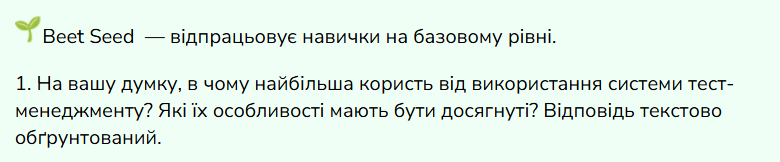 Beet Seed — відпрацьовує навички на базовому рівні.
1. На вашу думку, в чому найбільша користь від використання системи тест-
менеджменту? Які їх особливості мають бути досягнуті? Відповідь текстово
обґрунтований.